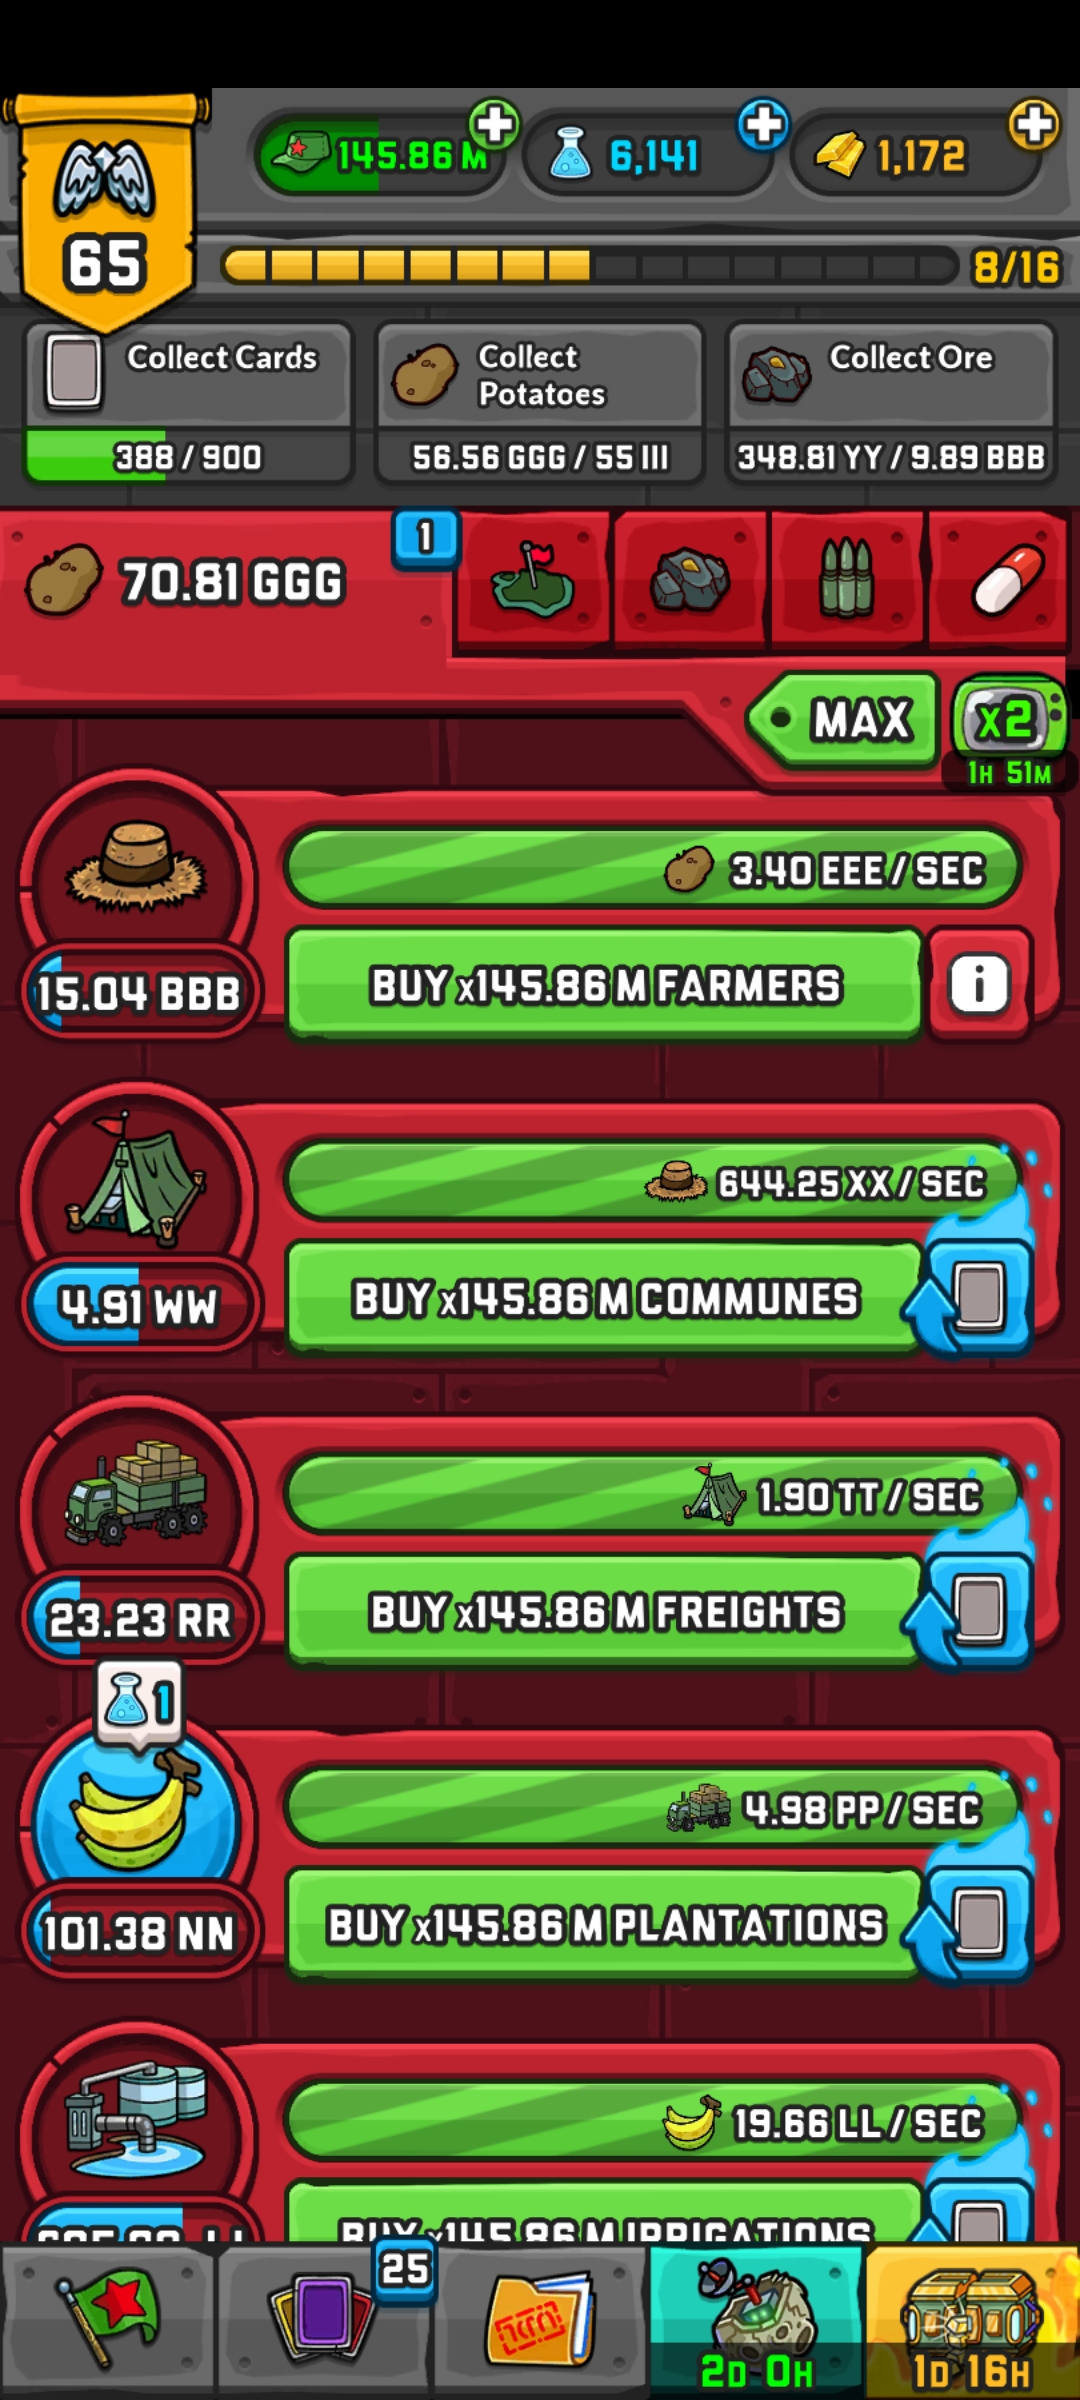 145.86 M
6,141
1,172
65
8/16
Collect Cards
388 / 900
Collect
Potatoes
56.56 GGG / 55 III
Collect Ore
348.81 YY / 9.89 BBB
70.81 GGG
1
MAX
x2
1H 51M
3.40 EEE / SEC
15.04 BBB
BUY x145.86 M FARMERS
i
644.25 XX / SEC
4.91 WW
BUY x145.86 M COMMUNES
1.90 TT / SEC
23.23 RR
BUY x145.86 M FREIGHTS
1
4.98 PP / SEC
101.38 NN
BUY x145.86 M PLANTATIONS
19.66 LL / SEC
BUY x145.86 M IRRIGATIONS
25
2D 0H
1D 16H